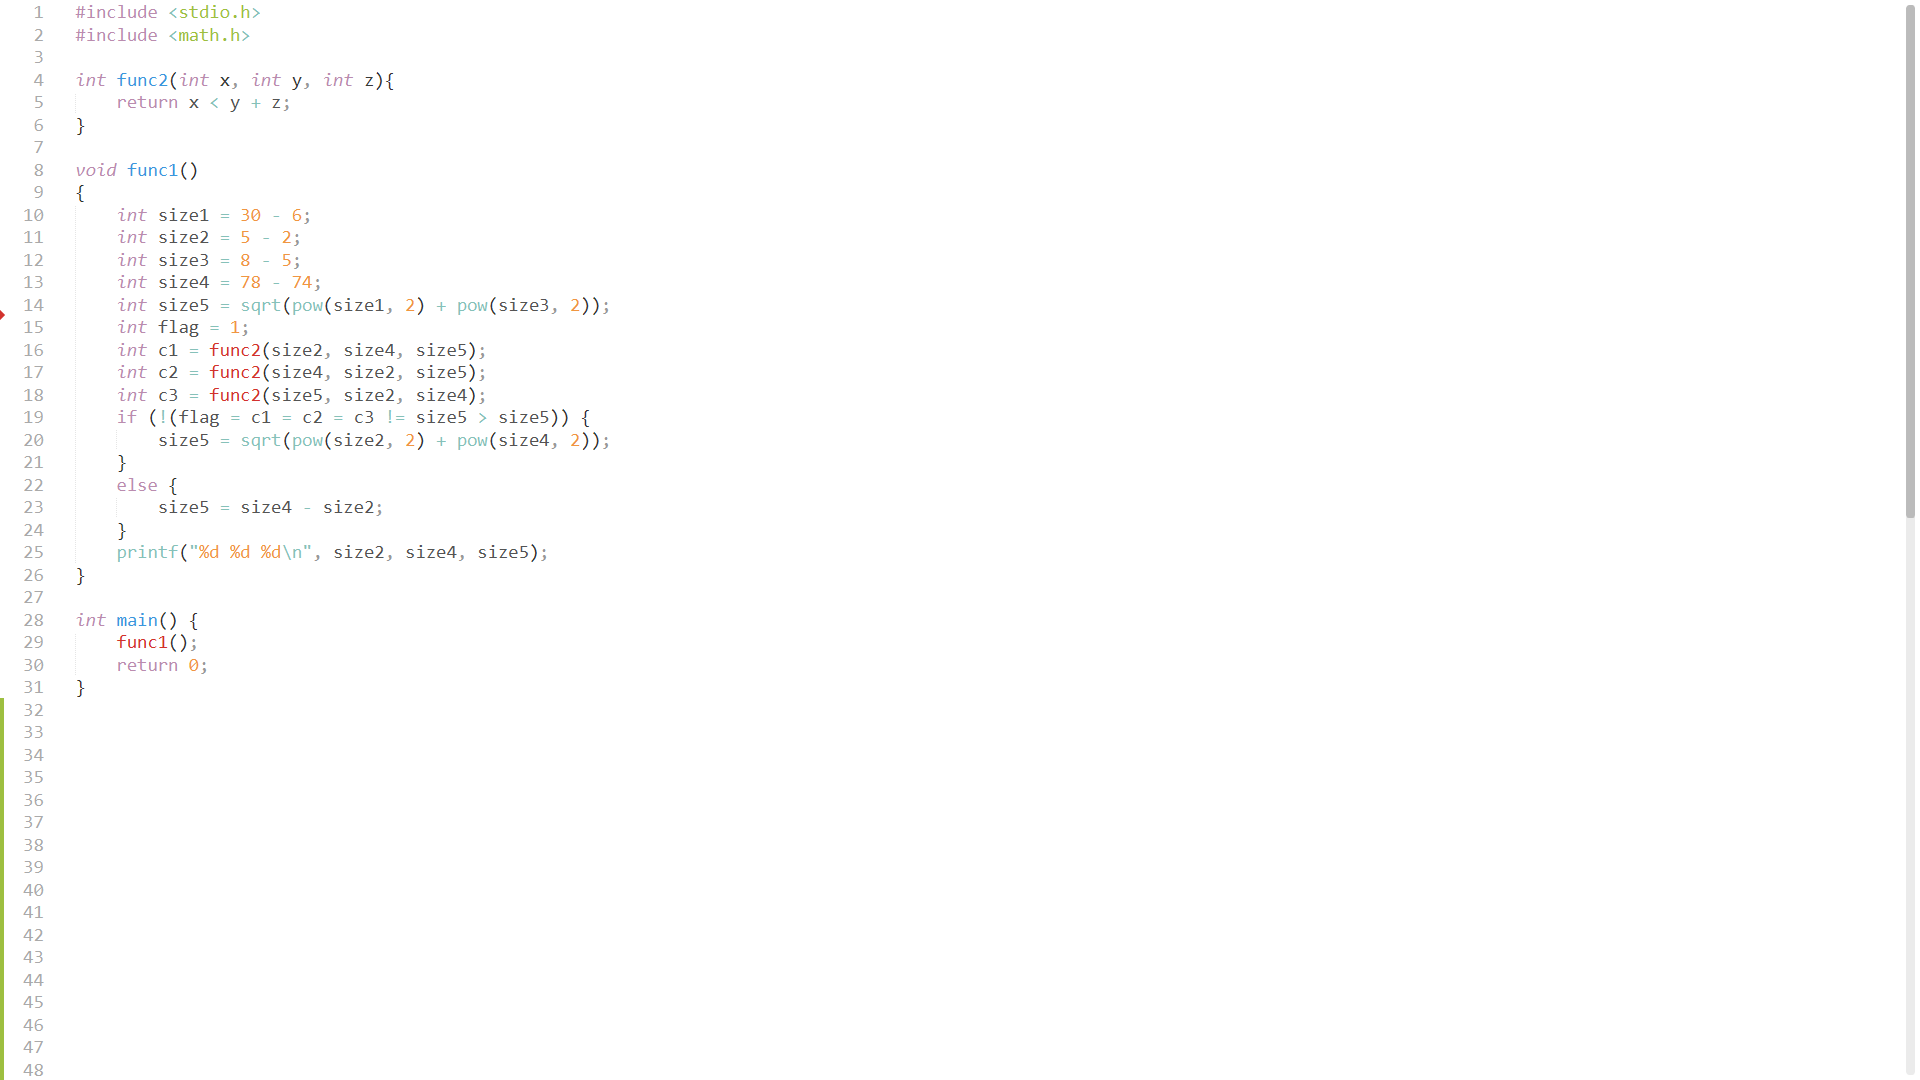 1 #include <stdio.h>
2 #include <math.h>
3
4 int func2(int x, int y, int z){
5     return x < y + z;
6 }
7
8 void func1()
9 {
10     int size1 = 30 - 6;
11     int size2 = 5 - 2;
12     int size3 = 8 - 5;
13     int size4 = 78 - 74;
14     int size5 = sqrt(pow(size1, 2) + pow(size3, 2));
15     int flag = 1;
16     int c1 = func2(size2, size4, size5);
17     int c2 = func2(size4, size2, size5);
18     int c3 = func2(size5, size2, size4);
19     if (!(flag = c1 = c2 = c3 != size5 > size5)) {
20         size5 = sqrt(pow(size2, 2) + pow(size4, 2));
21     }
22     else {
23         size5 = size4 - size2;
24     }
25     printf("%d %d %d\n", size2, size4, size5);
26 }
27
28 int main() {
29     func1();
30     return 0;
31 }
32
33
34
35
36
37
38
39
40
41
42
43
44
45
46
47
48